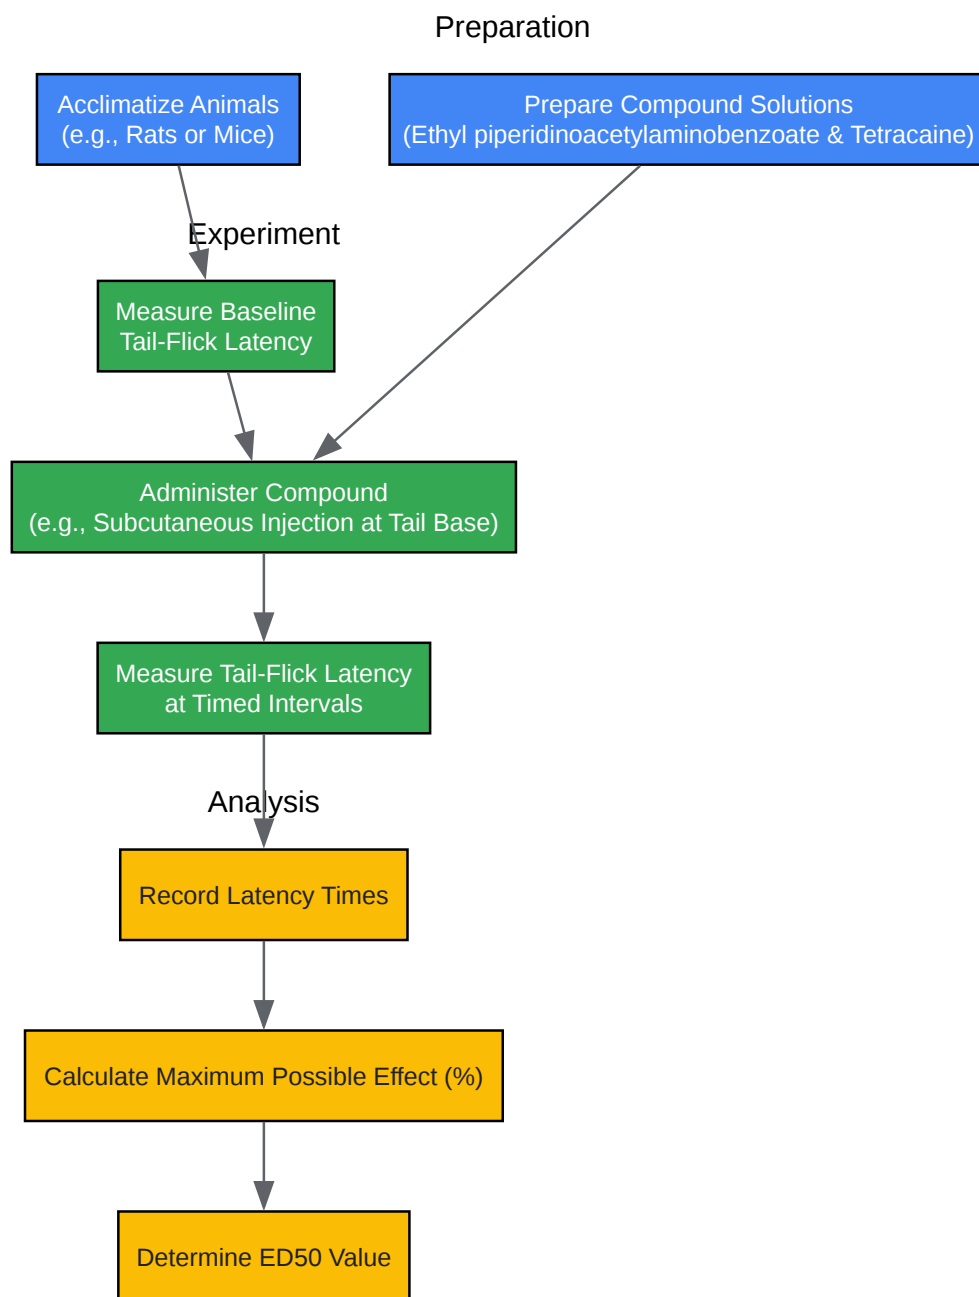 Preparation
Acclimatize Animals
(e.g., Rats or Mice)
Prepare Compound Solutions
(Ethyl piperidinoacetylaminobenzoate & Tetracaine)
Experiment
Measure Baseline
Tail-Flick Latency
Administer Compound
(e.g., Subcutaneous Injection at Tail Base)
Measure Tail-Flick Latency
at Timed Intervals
Analysis
Record Latency Times
Calculate Maximum Possible Effect (%)
Determine ED50 Value